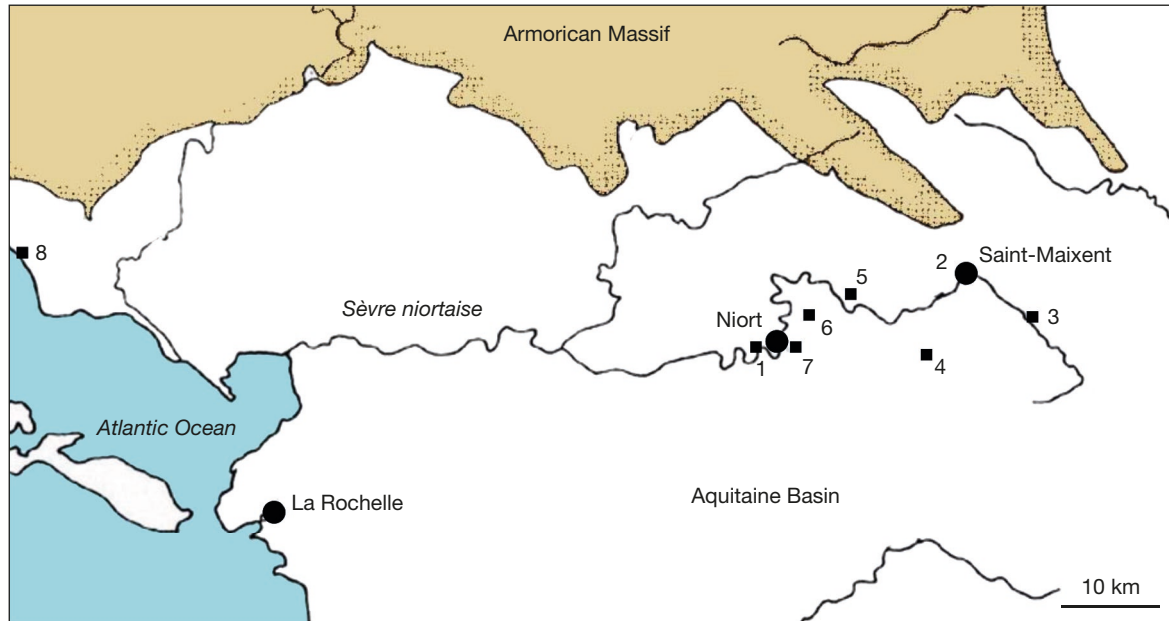 Armorican Massif
8
2
Saint-Maixent
5
Sèvre niortaise
6
3
Niort
1
7
4
Atlantic Ocean
La Rochelle
Aquitaine Basin
10 km